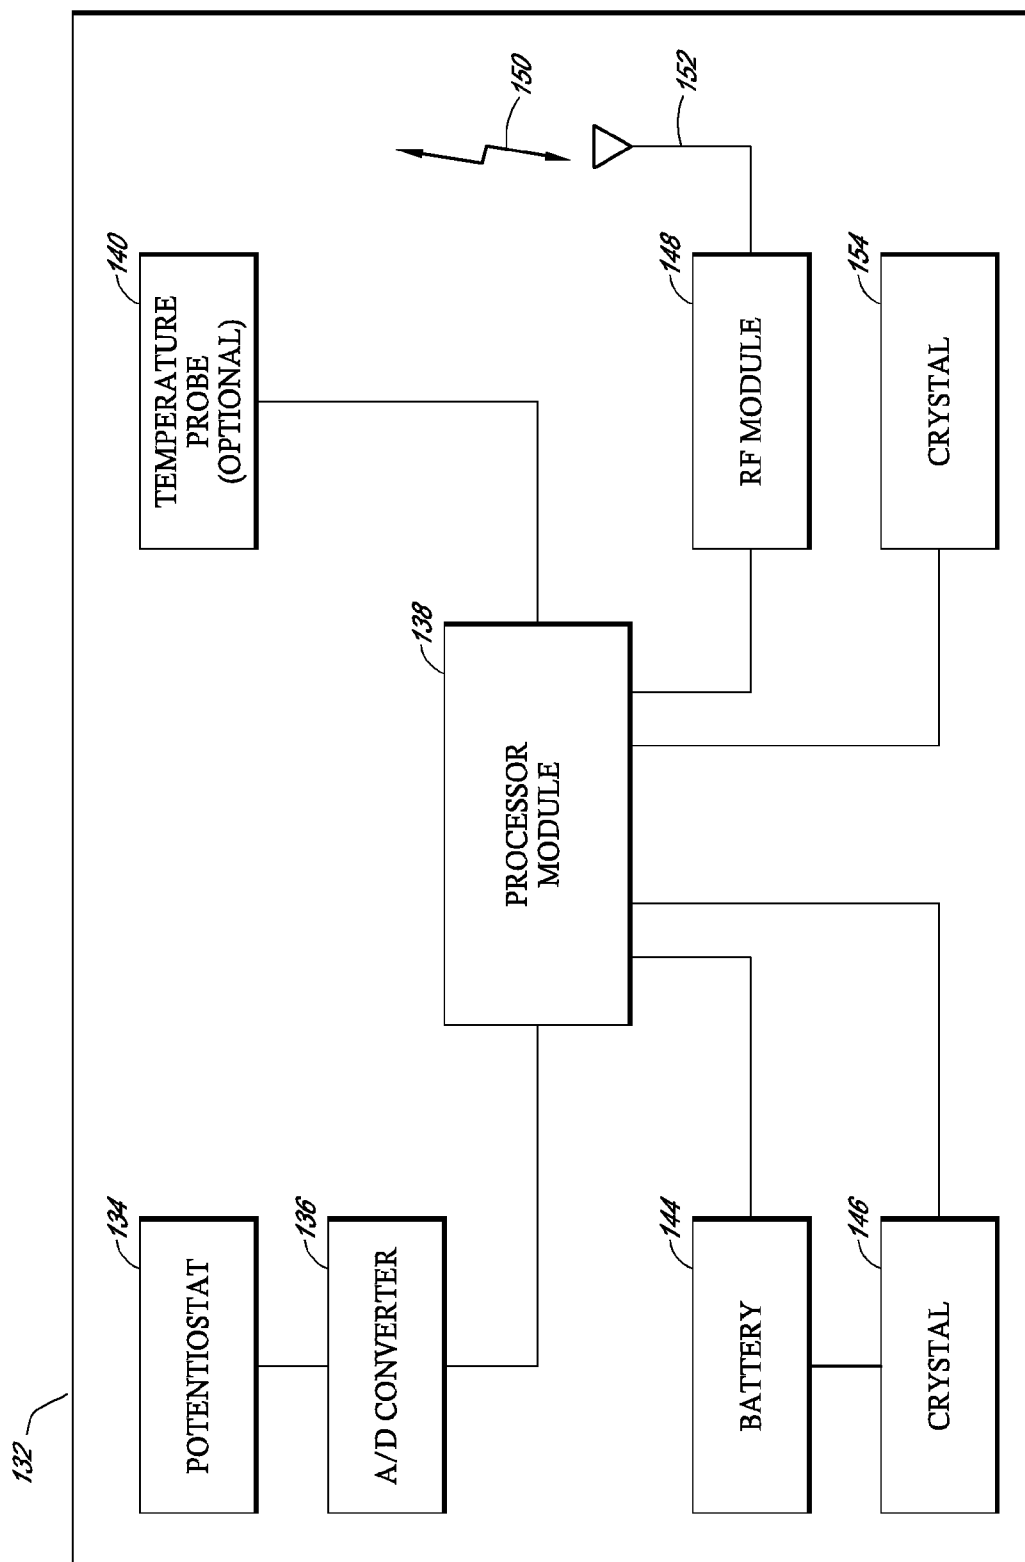 132
134
POTENTIOSTAT
136
A/D CONVERTER
138
PROCESSOR
MODULE
140
TEMPERATURE
PROBE
(OPTIONAL)
144
BATTERY
146
CRYSTAL
148
RF MODULE
150
152
154
CRYSTAL